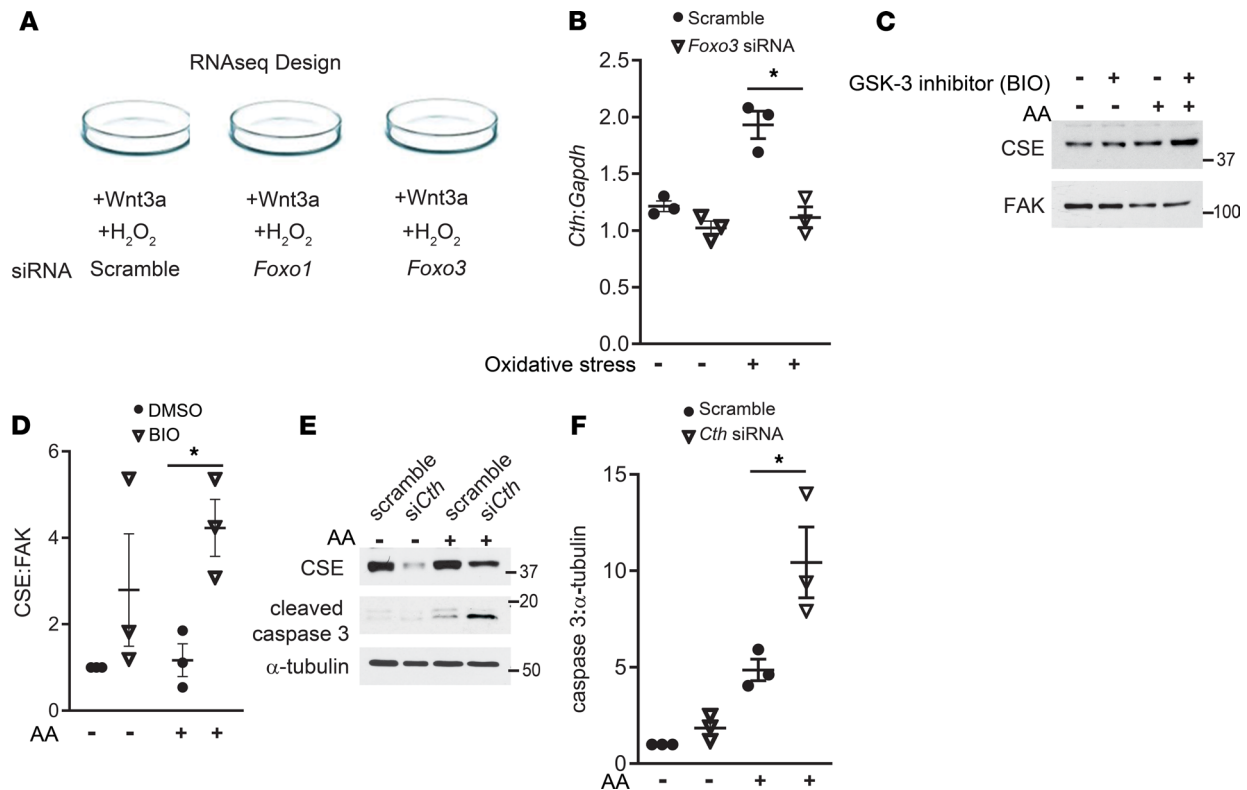 A
RNAseq Design
+Wnt3a +Wnt3a +Wnt3a
+H2O2 +H2O2 +H2O2
siRNA Scramble Foxo1 Foxo3
B
Scramble
Foxo3 siRNA
*
2.5
2.0
1.5
1.0
0.5
0.0
Cth:Gapdh
Oxidative stress - - + +
C
GSK-3 inhibitor (BIO) - + - +
AA - - + +
CSE
37
FAK
100
D
DMSO
BIO
*
6
4
2
0
CSE:FAK
AA - - + +
E
scramble siCth scramble siCth
AA - - + +
CSE
37
cleaved
caspase 3
20
α-tubulin
50
F
Scramble
Cth siRNA
*
15
10
5
0
caspase 3:α-tubulin
AA - - + +